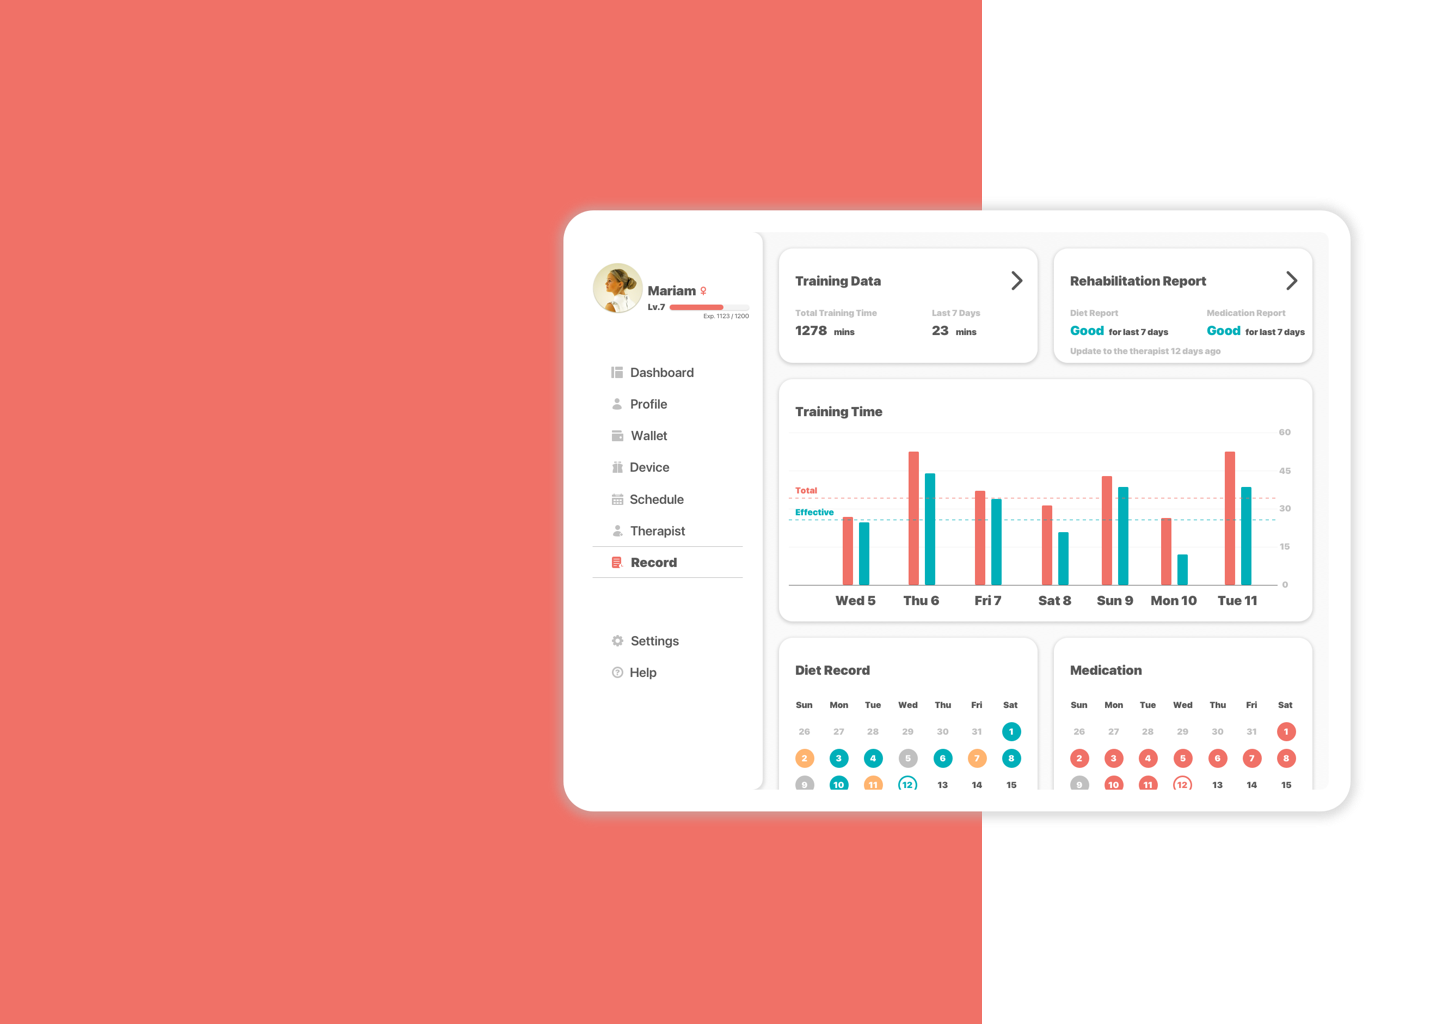 Mariam ♀
Lv.7
Exp. 1123 / 1200
Dashboard
Profile
Wallet
Device
Schedule
Therapist
Record
Settings
Help
Training Data
Total Training Time
Last 7 Days
1278 mins
23 mins
Rehabilitation Report
Diet Report
Medication Report
Good for last 7 days
Good for last 7 days
Update to the therapist 12 days ago
Training Time
60
45
30
15
0
Total
Effective
Wed 5 Thu 6 Fri 7 Sat 8 Sun 9 Mon 10 Tue 11
Diet Record
Sun Mon Tue Wed Thu Fri Sat
26 27 28 29 30 31 1
2 3 4 5 6 7 8
9 10 11 12 13 14 15
Medication
Sun Mon Tue Wed Thu Fri Sat
26 27 28 29 30 31 1
2 3 4 5 6 7 8
9 10 11 12 13 14 15